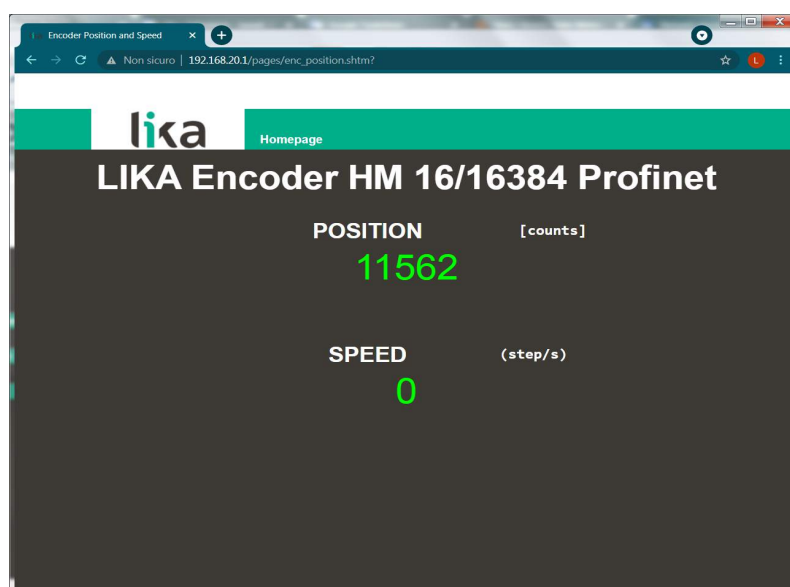 Encoder Position and Speed
Non sicuro | 192.168.20.1/pages/enc_position.shtm?
L
lika
Homepage
LIKA Encoder HM 16/16384 Profinet
POSITION [counts]
11562
SPEED (step/s)
0